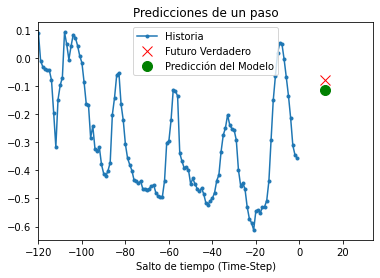 Predicciones de un paso
Historia
Futuro Verdadero
Predicción del Modelo
0.1
0.0
−0.1
−0.2
−0.3
−0.4
−0.5
−0.6
−120 −100 −80 −60 −40 −20 0 20
Salto de tiempo (Time-Step)